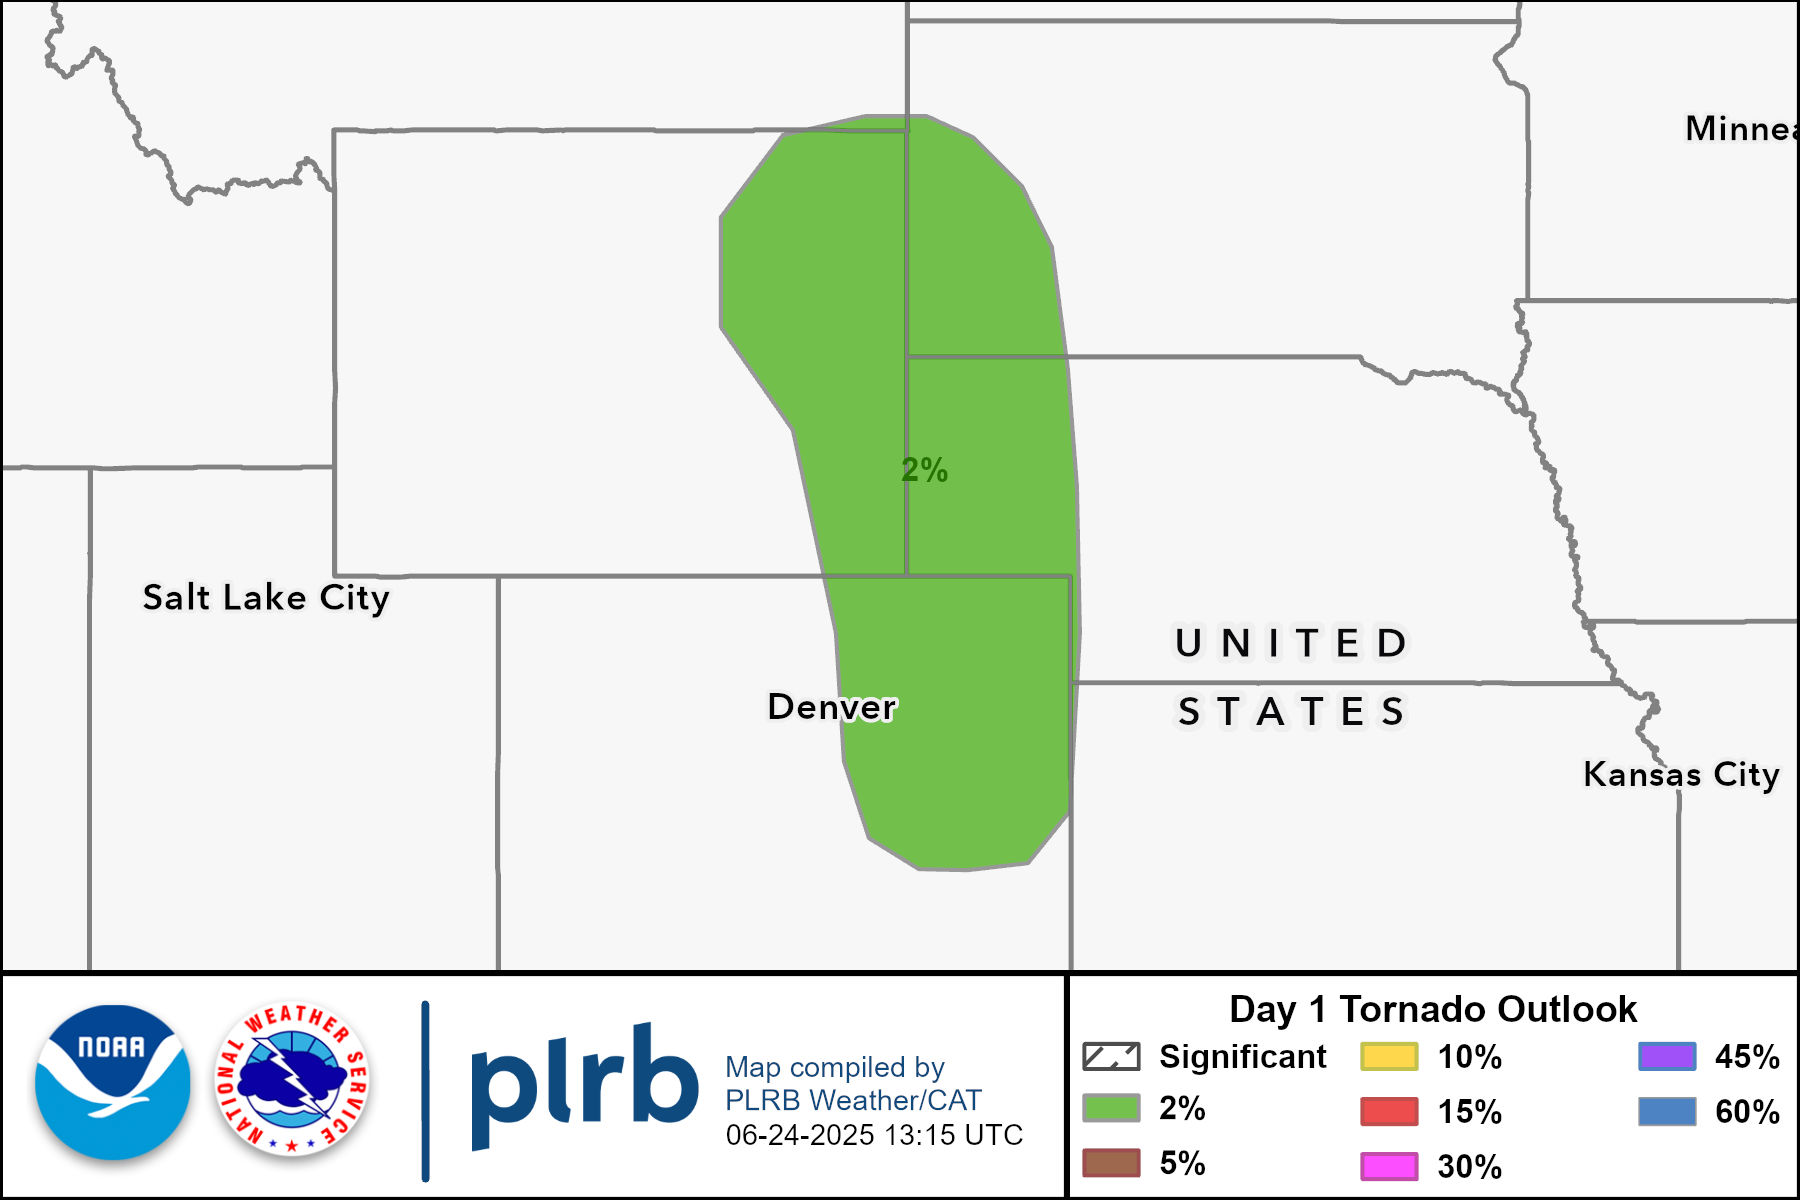 Minnea
2%
Salt Lake City
UNITED
STATES
Denver
Kansas City
NOAA
NATIONAL WEATHER SERVICE
plrb
Map compiled by
PLRB Weather/CAT
06-24-2025 13:15 UTC
Day 1 Tornado Outlook
Significant
2%
5%
10%
15%
30%
45%
60%